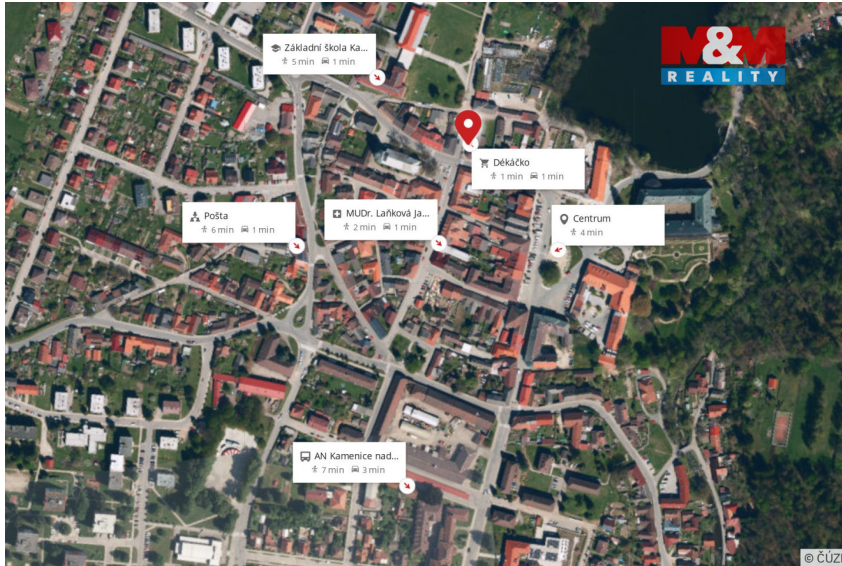 Základní škola Ka...
5 min 1 min
M&M
REALITY
Dékáčko
1 min 1 min
Pošta
6 min 1 min
MUDr. Laňková Ja...
2 min 1 min
Centrum
4 min
AN Kamenice nad...
7 min 3 min
© ČÚZ